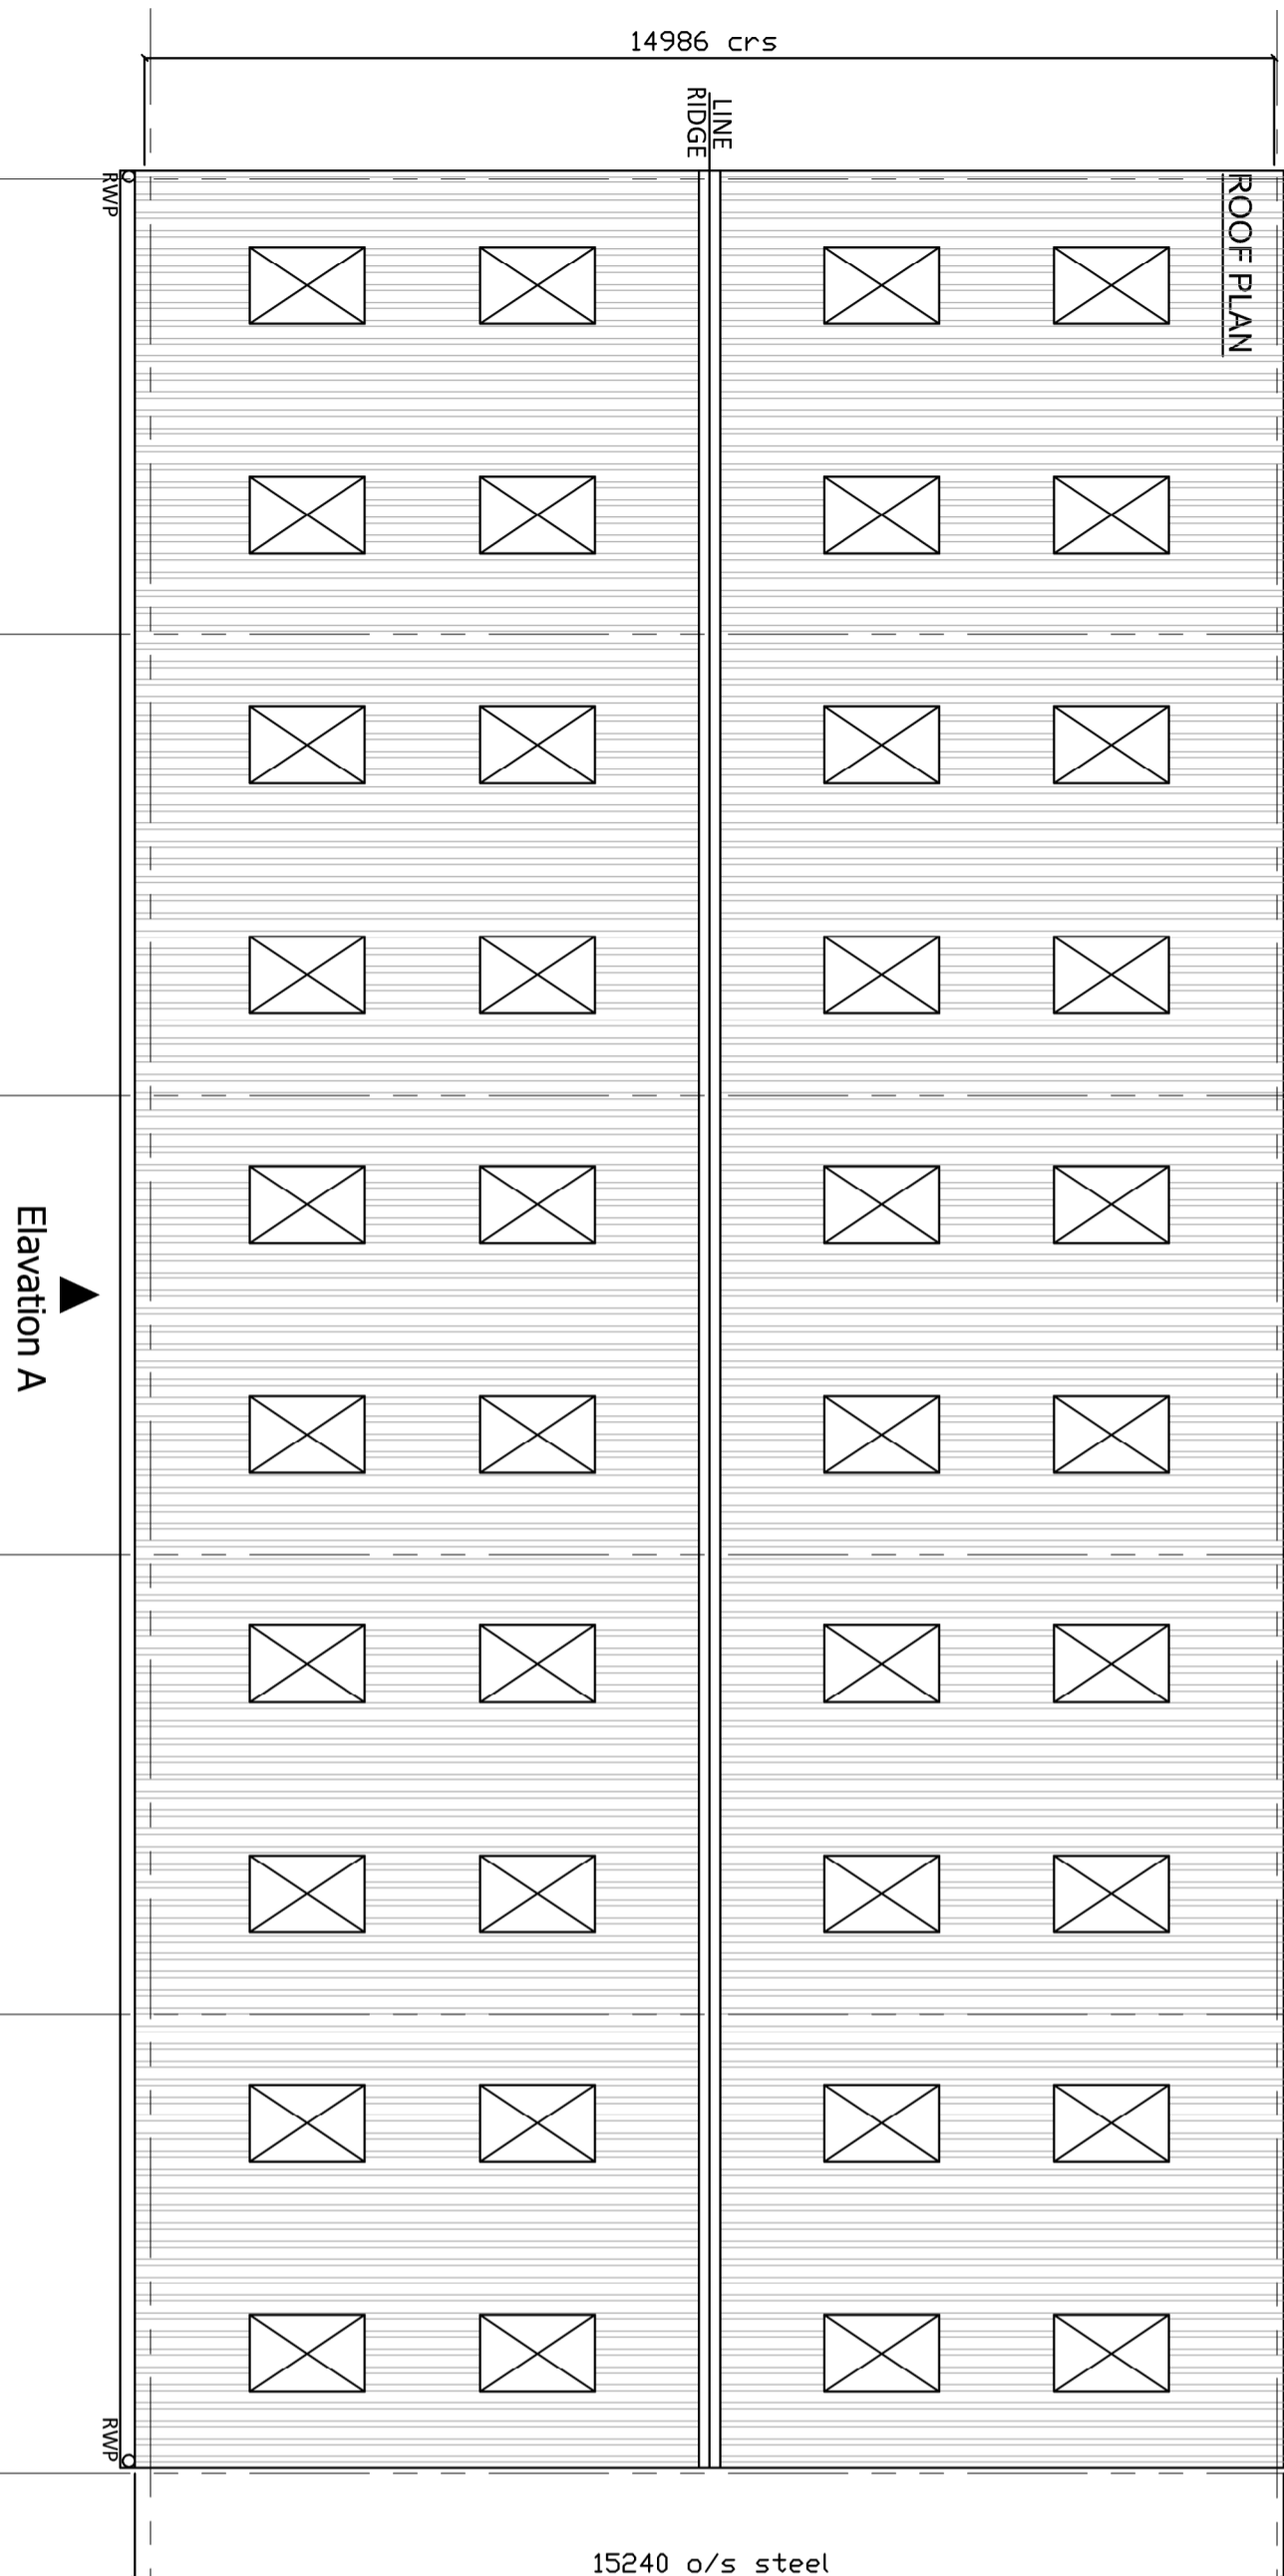 14986 crs
LINE
RIDGE
ROOF PLAN
RWP
Elavation A
RWP
15240 o/s steel